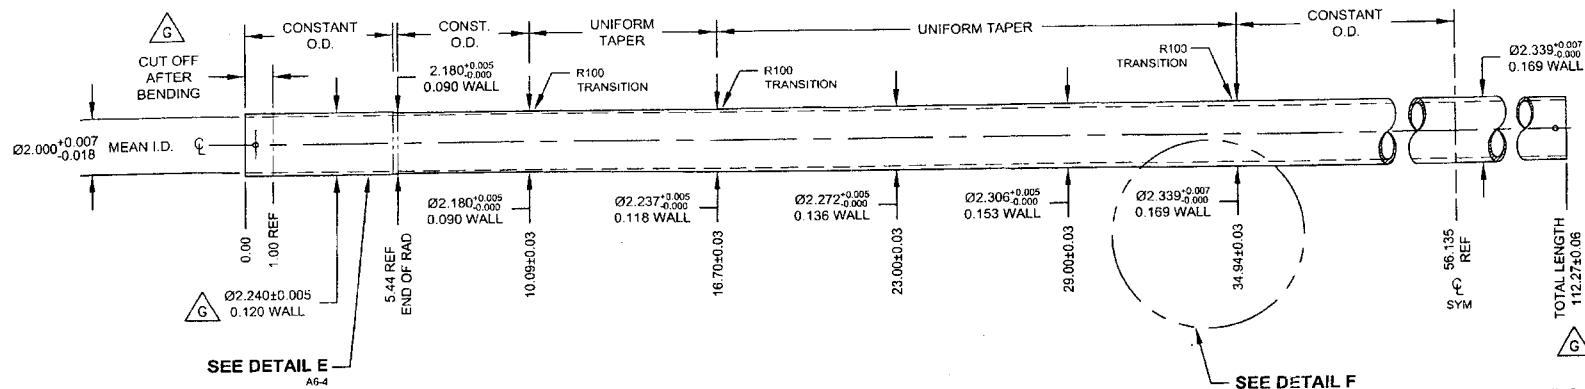 G
CUT OFF
AFTER
BENDING
CONSTANT
O.D.
CONST.
O.D.
UNIFORM
TAPER
UNIFORM TAPER
CONSTANT
O.D.
2.180+0.005
-0.000
0.090 WALL
R100
TRANSITION
R100
TRANSITION
R100
TRANSITION
Ø2.339+0.007
-0.000
0.169 WALL
Ø2.000+0.007
-0.018
MEAN I.D.
℄
Ø2.180+0.005
-0.000
0.090 WALL
Ø2.237+0.005
-0.000
0.118 WALL
Ø2.272+0.005
-0.000
0.136 WALL
Ø2.306+0.005
-0.000
0.153 WALL
Ø2.339+0.007
-0.000
0.169 WALL
0.00
1.00 REF
5.44 REF
END OF RAD
10.09±0.03
16.70±0.03
23.00±0.03
29.00±0.03
34.94±0.03
56.135
REF
℄
SYM
TOTAL LENGTH
112.27±0.06
G
G
Ø2.240±0.005
0.120 WALL
SEE DETAIL E
A6-4
SEE DETAIL F